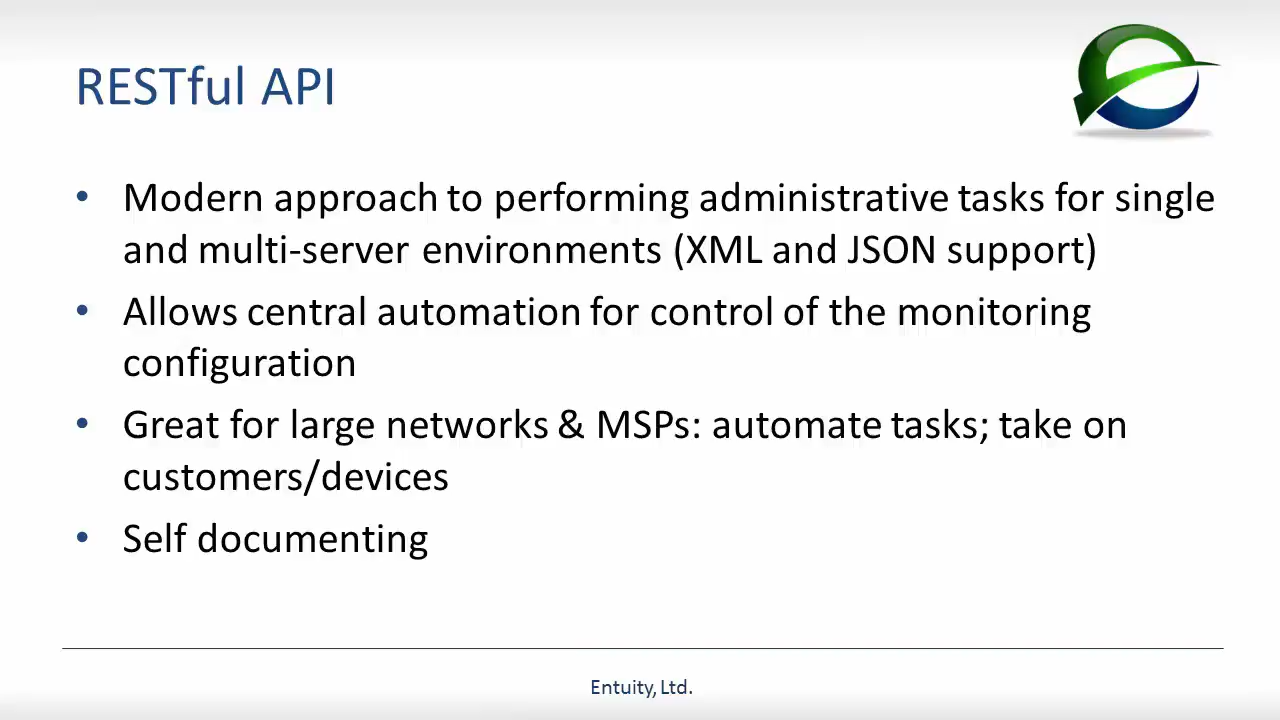 RESTful API
• Modern approach to performing administrative tasks for single
and multi-server environments (XML and JSON support)
• Allows central automation for control of the monitoring
configuration
• Great for large networks & MSPs: automate tasks; take on
customers/devices
• Self documenting
Entuity, Ltd.